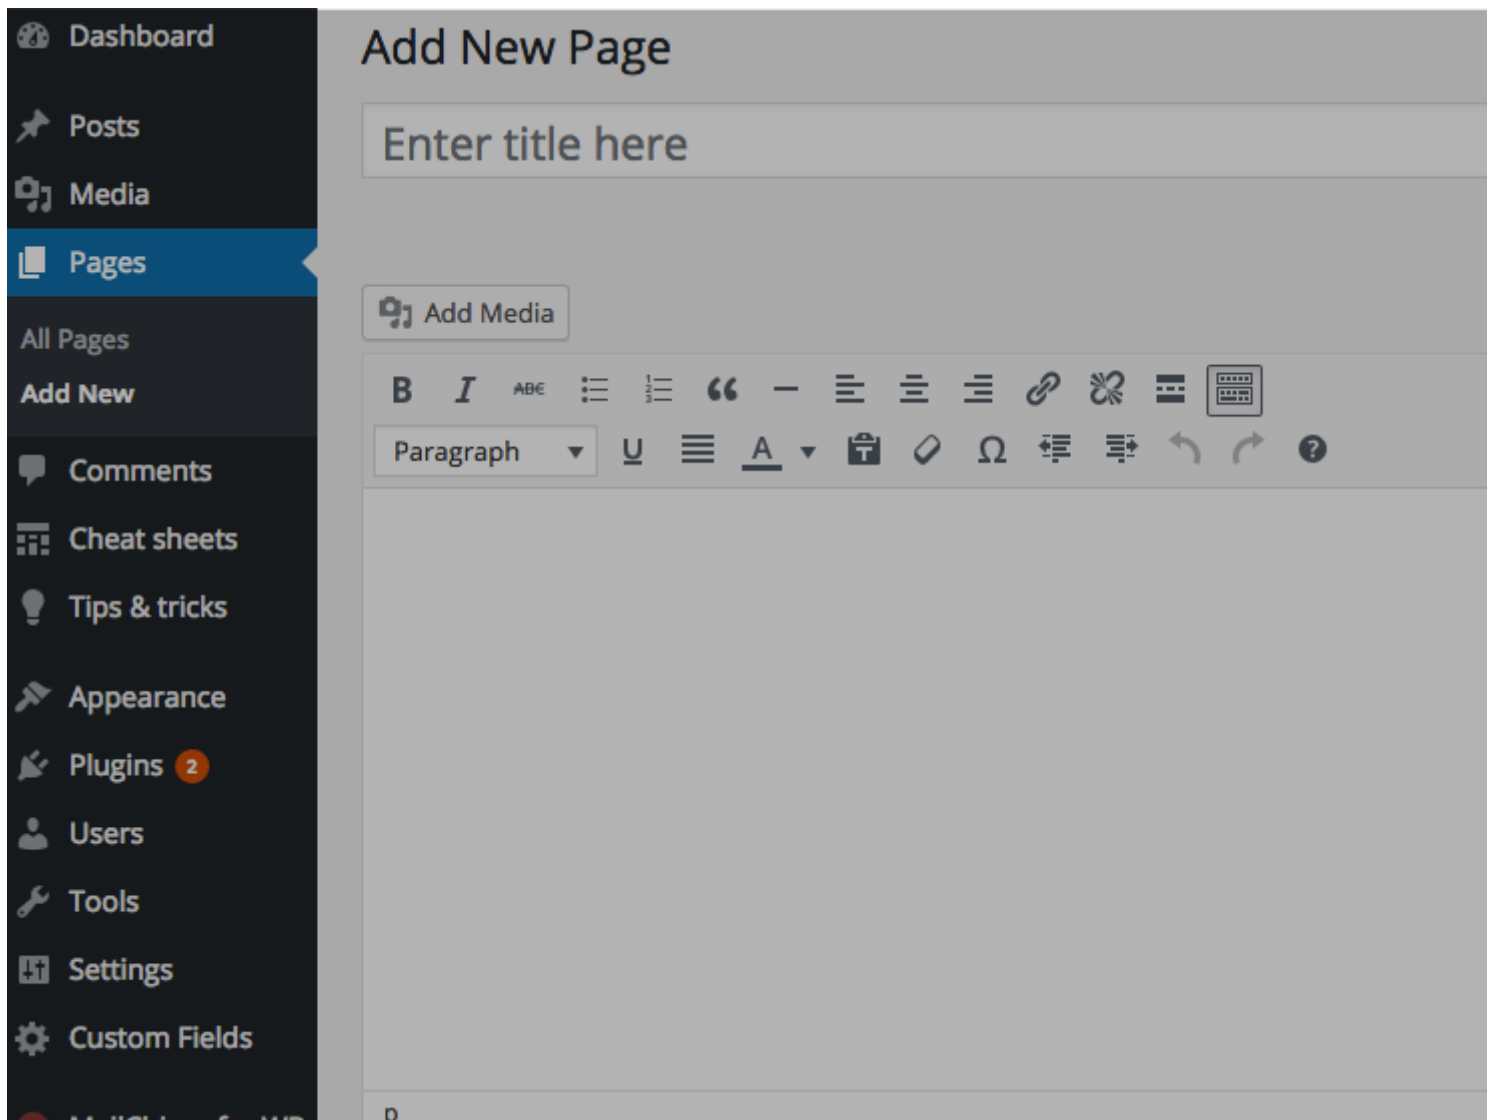 Dashboard
Posts
Media
Pages
All Pages
Add New
Comments
Cheat sheets
Tips & tricks
Appearance
Plugins 2
Users
Tools
Settings
Custom Fields
Add New Page
Enter title here
Add Media
B I ABC
Paragraph U A T Ω ?
p